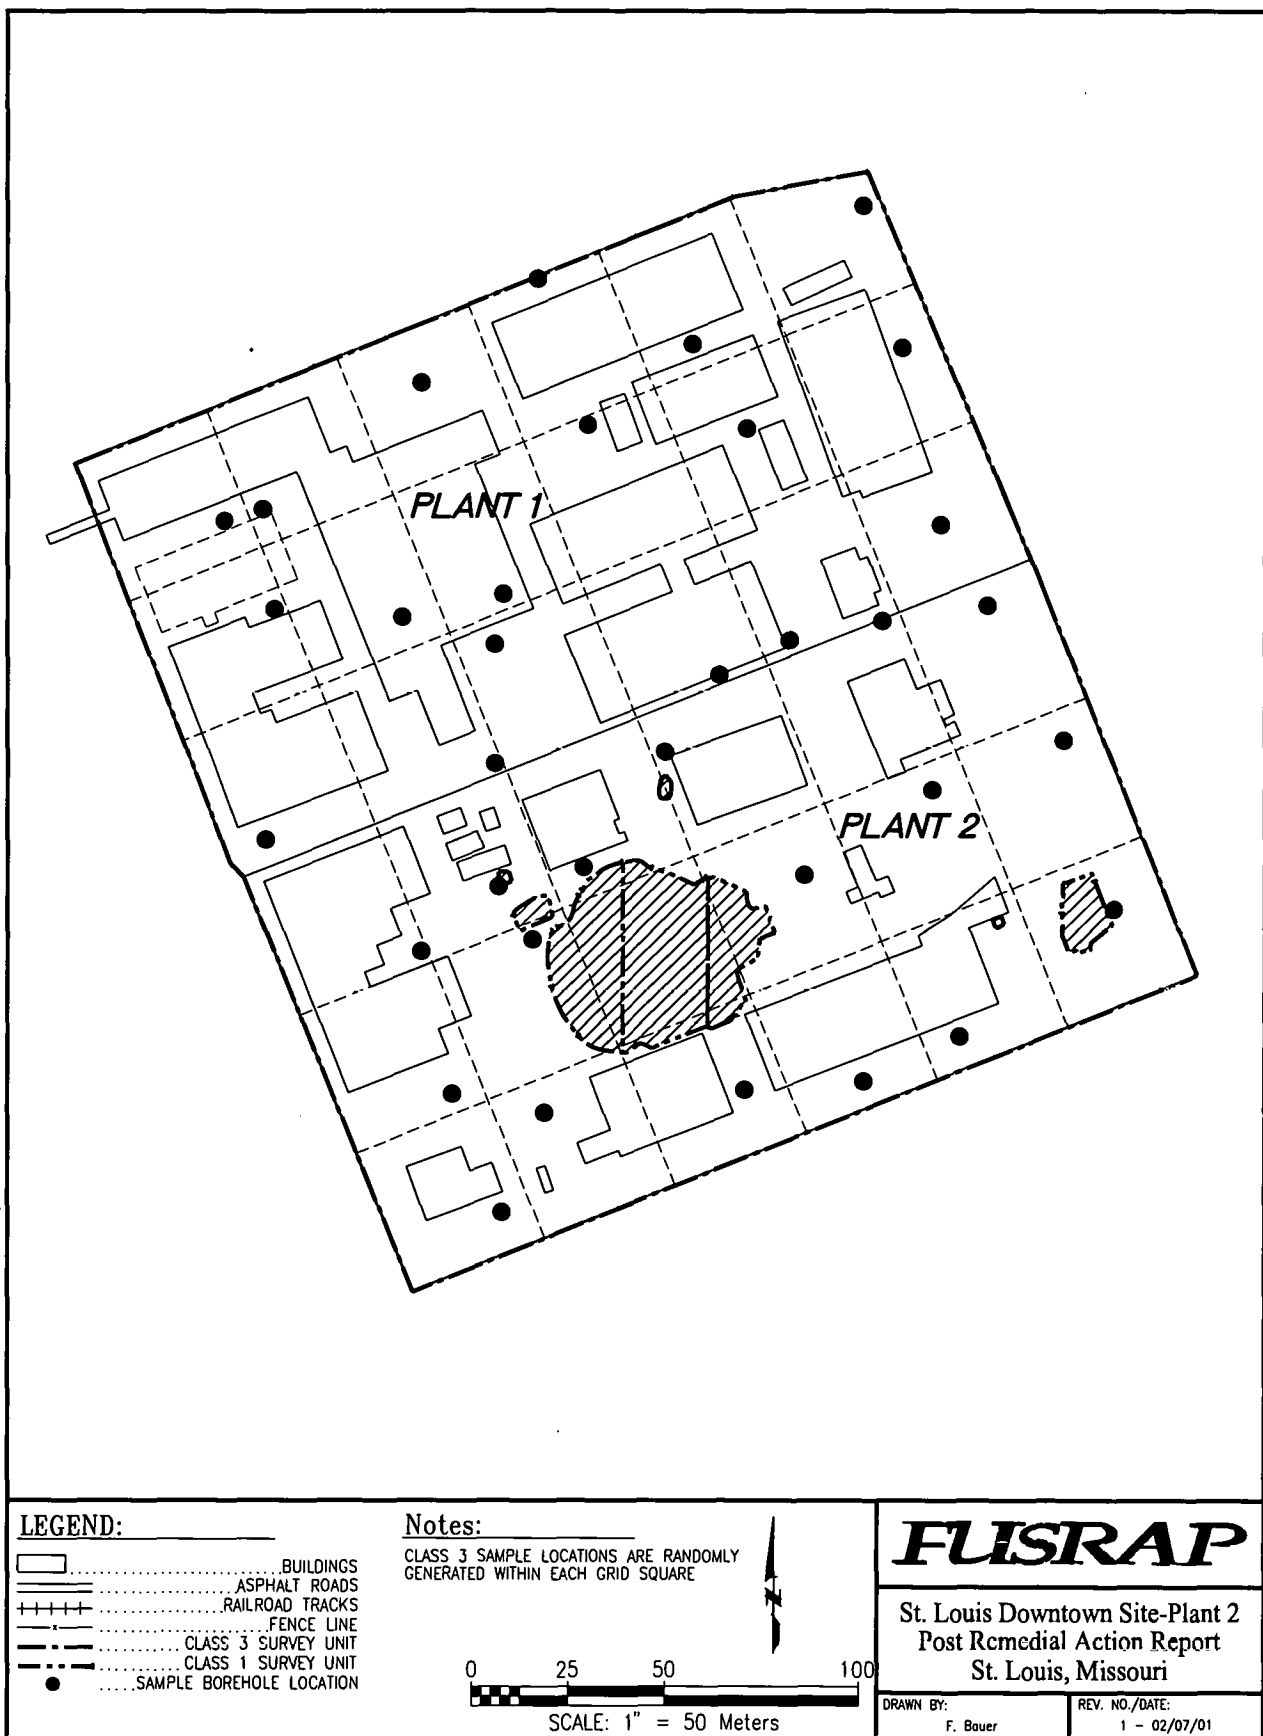 PLANT 1
PLANT 2
LEGEND:
BUILDINGS
ASPHALT ROADS
RAILROAD TRACKS
x FENCE LINE
CLASS 3 SURVEY UNIT
CLASS 1 SURVEY UNIT
SAMPLE BOREHOLE LOCATION
Notes:
CLASS 3 SAMPLE LOCATIONS ARE RANDOMLY
GENERATED WITHIN EACH GRID SQUARE
N
0 25 50 100
SCALE: 1" = 50 Meters
FUSRAP
St. Louis Downtown Site-Plant 2
Post Remedial Action Report
St. Louis, Missouri
DRAWN BY:
F. Bauer
REV. NO./DATE:
1 - 02/07/01